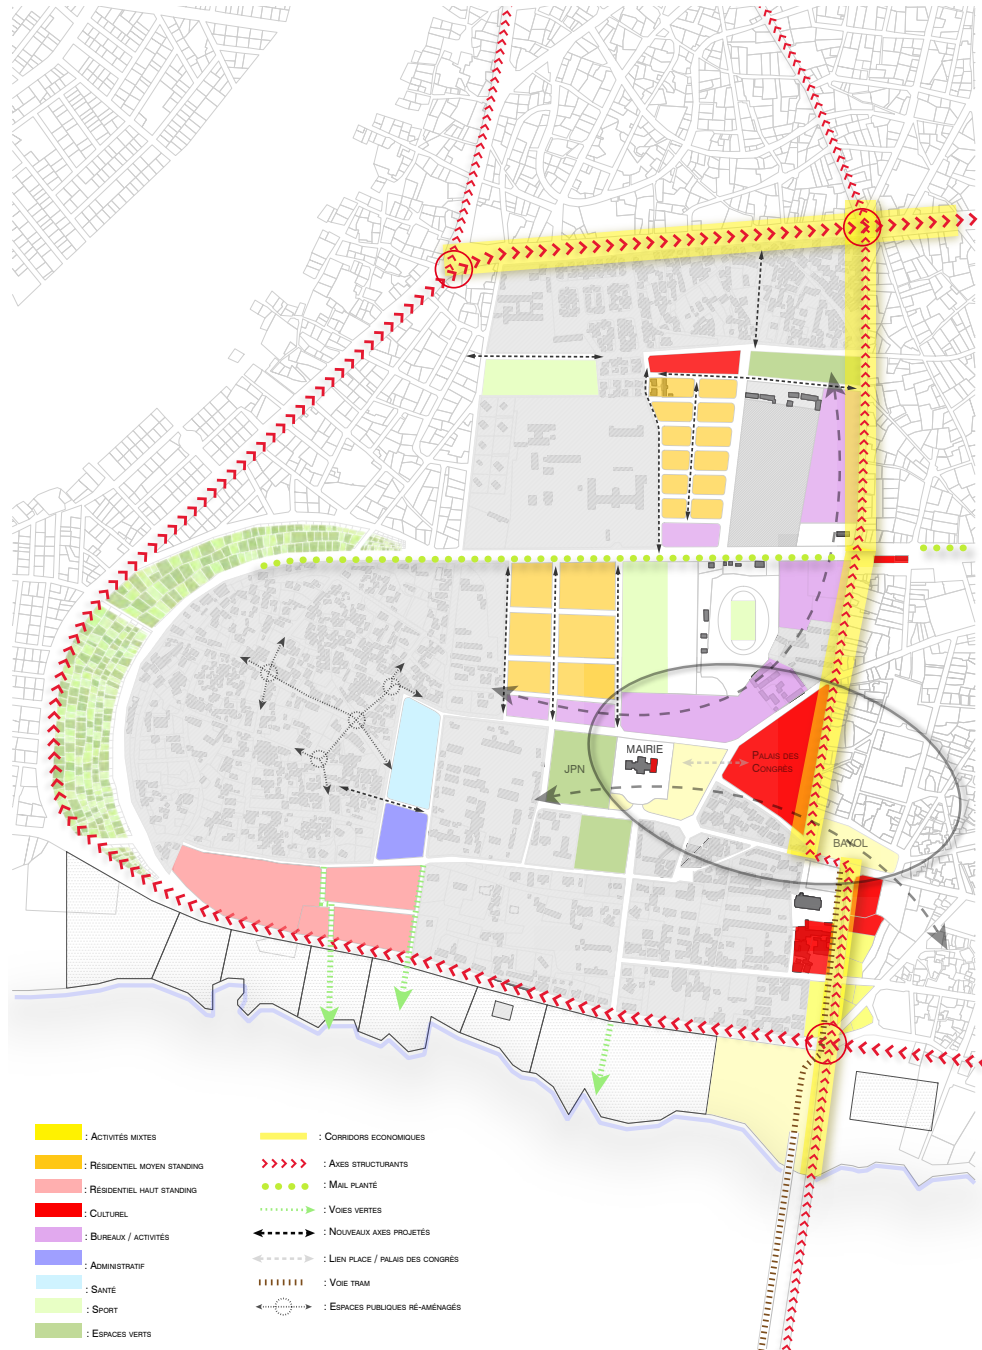 MAIRIE
PALAIS DES
CONGRÈS
JPN
BAYOL
: ACTIVITÉS MIXTES
: RÉSIDENTIEL MOYEN STANDING
: RÉSIDENTIEL HAUT STANDING
: CULTUREL
: BUREAUX / ACTIVITÉS
: ADMINISTRATIF
: SANTÉ
: SPORT
: ESPACES VERTS
: CORRIDORS ECONOMIQUES
: AXES STRUCTURANTS
: MAIL PLANTÉ
: VOIES VERTES
: NOUVEAUX AXES PROJETÉS
: LIEN PLACE / PALAIS DES CONGRÈS
: VOIE TRAM
: ESPACES PUBLIQUES RÉ-AMÉNAGÉS